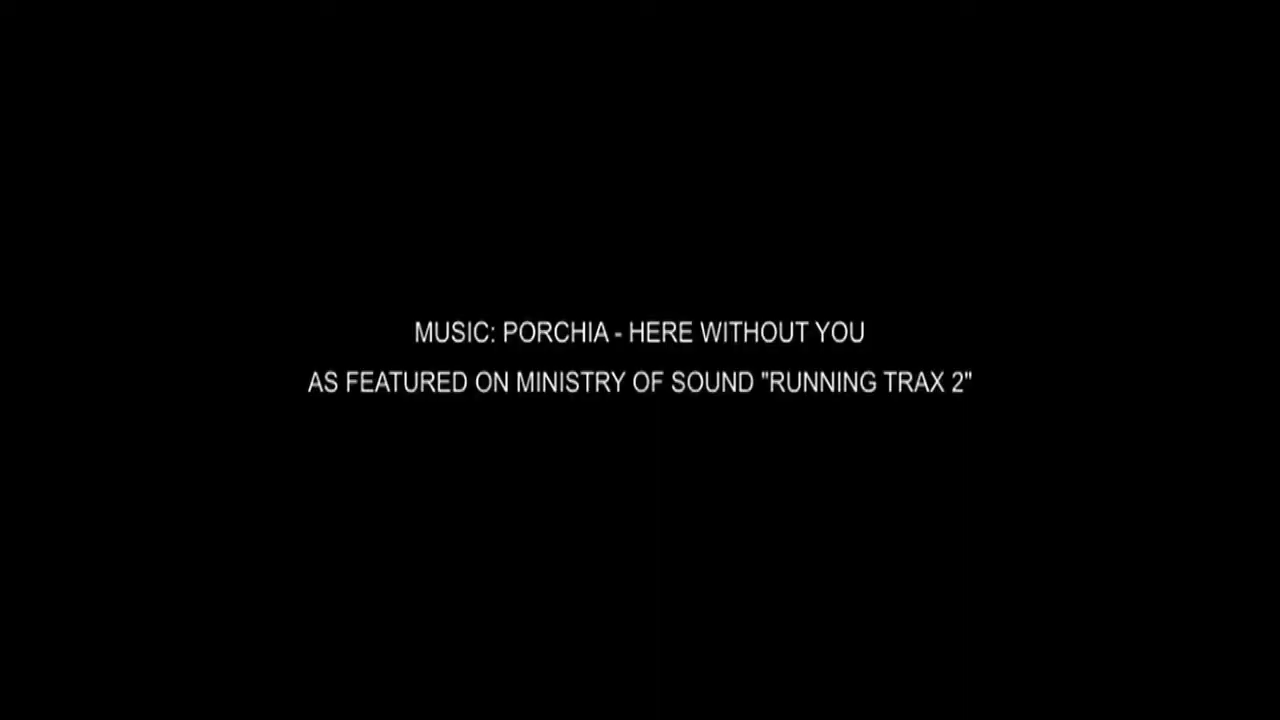 MUSIC: PORCHIA - HERE WITHOUT YOU
AS FEATURED ON MINISTRY OF SOUND "RUNNING TRAX 2"